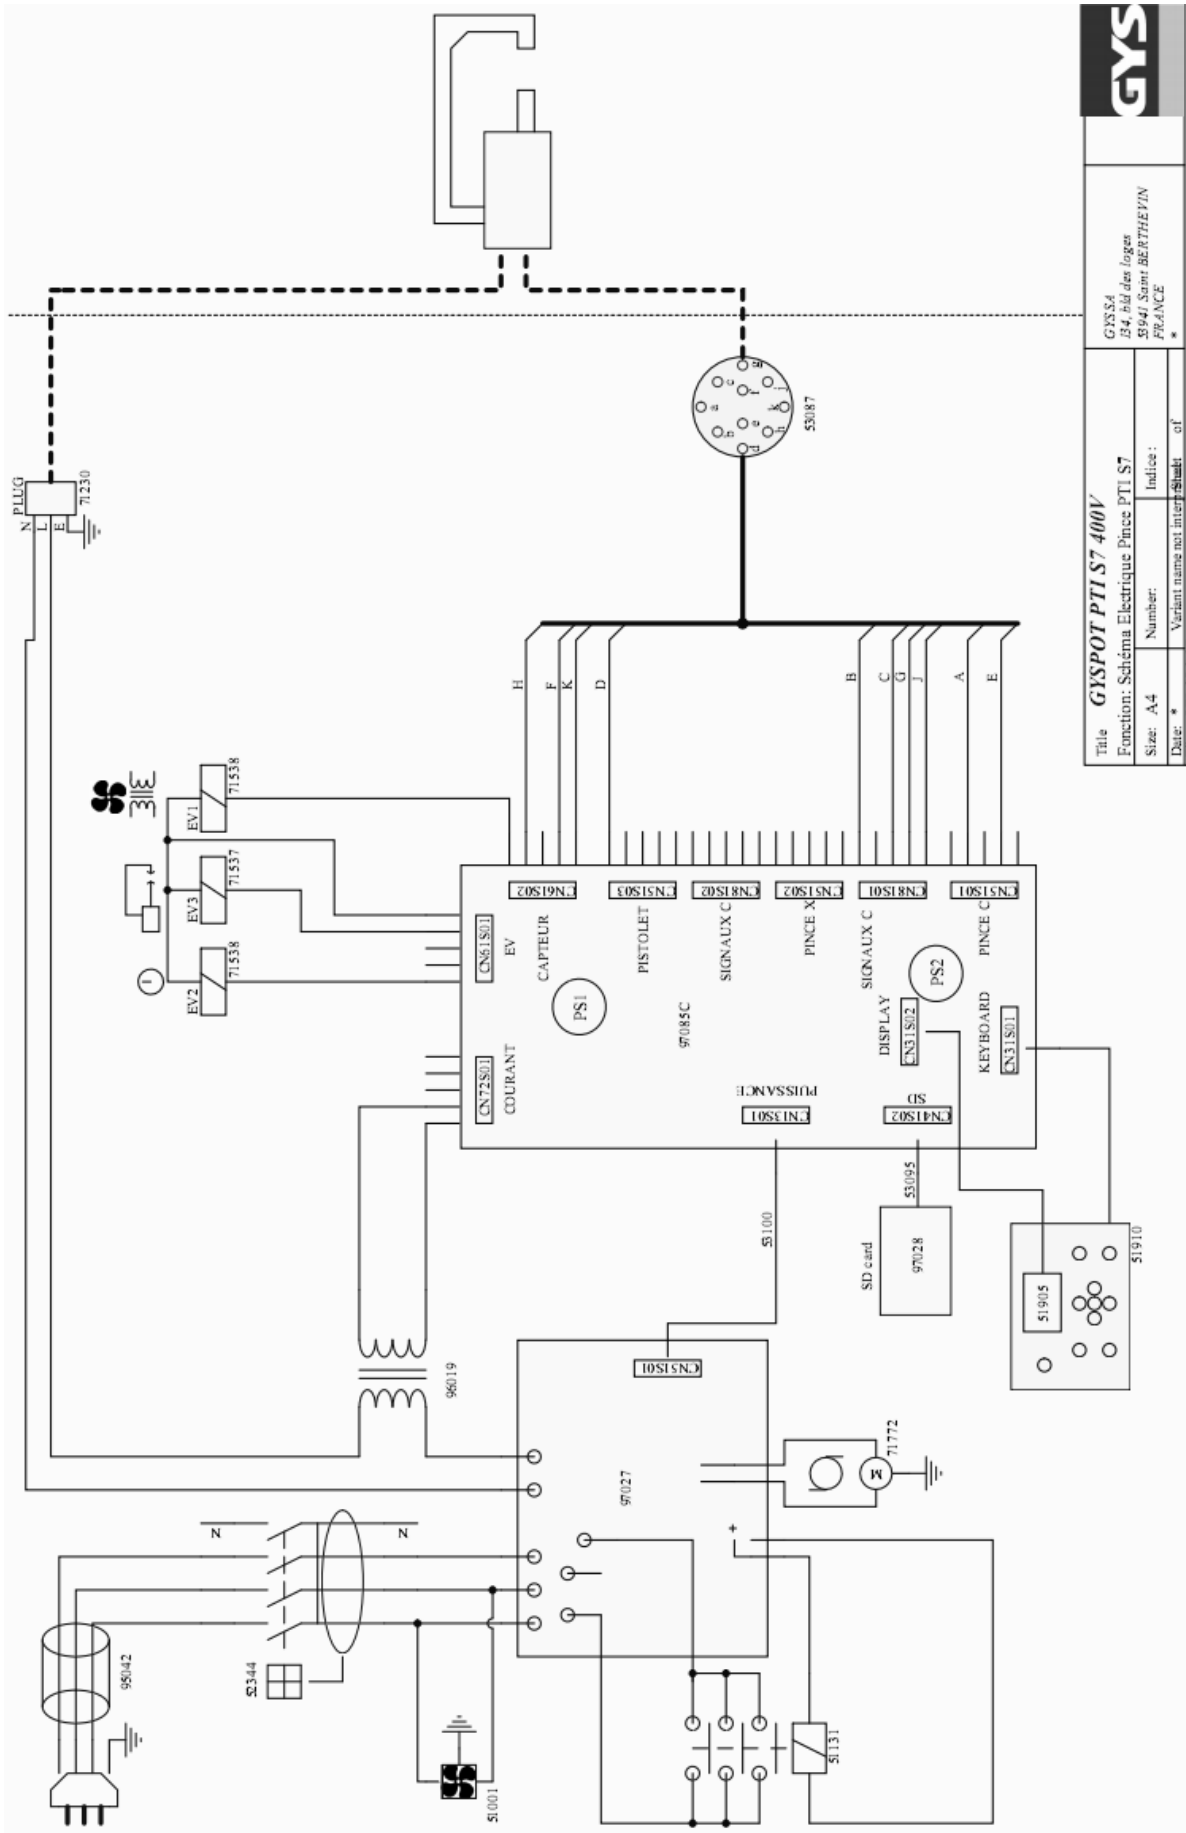 GYS
GYS SA
134, bld des loges
53941 Saint BERTHEVIN
FRANCE
*
Title
GYSPOT PTI S7 400V
Fonction: Schéma Electrique Pince PTI S7
Size: A4
Number:
Indice :
Date: *
Variant name not
of
PLUG
N
L
E
71230
53087
a
b
c
d
e
f
g
h
j
k
H
F
K
D
B
C
G
J
A
E
EV1
71538
EV3
71537
EV2
71538
CN61S01
EV
CN72S01
COURANT
CN61S02
CAPTEUR
CN51S03
PISTOLET
CN81S02
SIGNAUX C
CN51S02
PINCE X
CN81S01
SIGNAUX C
CN51S01
PINCE C
PS1
PS2
97085C
DISPLAY
CN31S02
KEYBOARD
CN31S01
PUISSANCE
CN13S01
SD
CN41S02
53100
53095
SD card
97028
51905
51910
96019
CN51S01
97027
71772
M
+
N
N
95042
52344
51001
51131